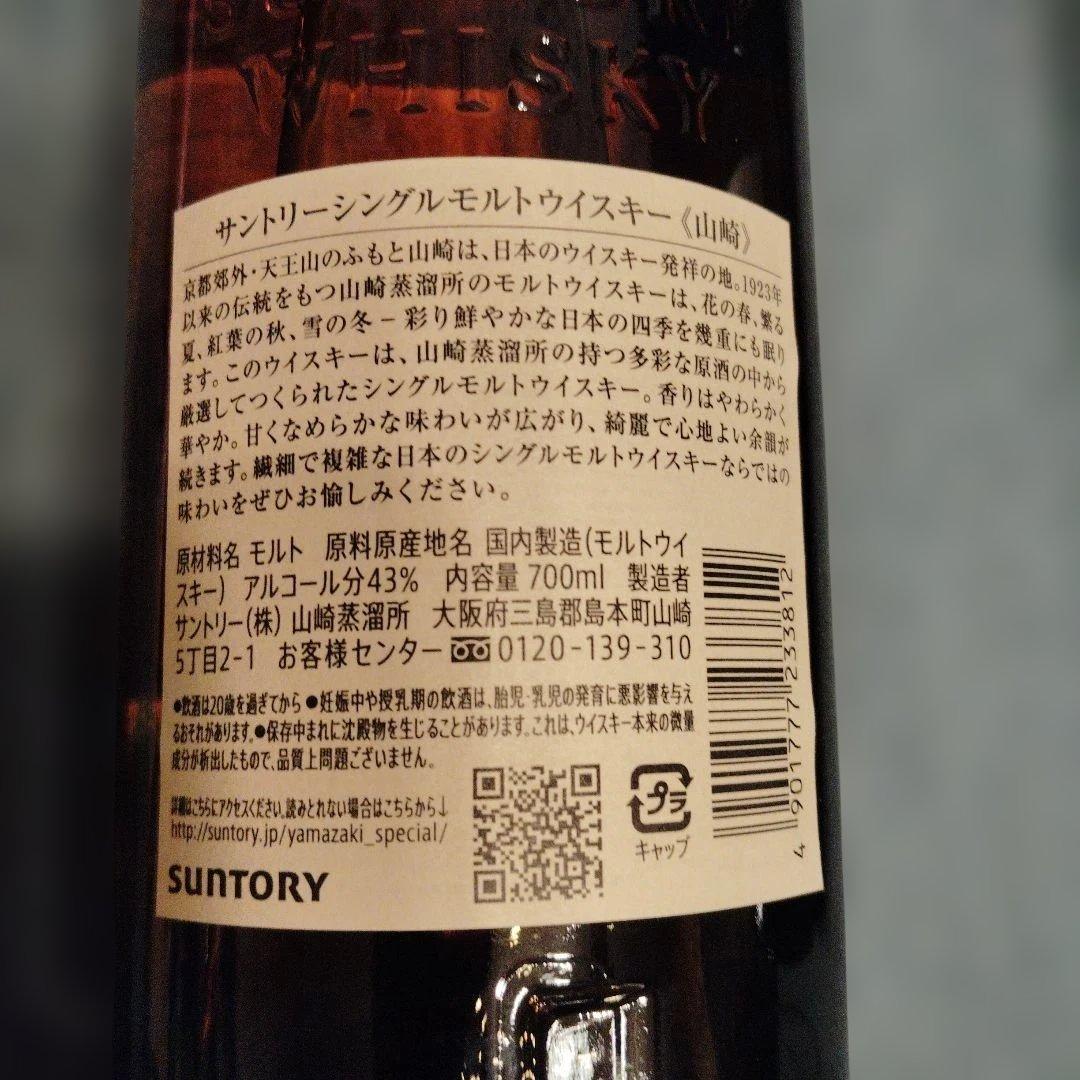 WHISKY
サントリーシングルモルトウイスキー《山崎》
京都郊外・天王山のふもと山崎は、日本のウイスキー発祥の地。1923年
以来の伝統をもつ山崎蒸溜所のモルトウイスキーは、花の春、繁る
夏、紅葉の秋、雪の冬－彩り鮮やかな日本の四季を幾重にも眠り
ます。このウイスキーは、山崎蒸溜所の持つ多彩な原酒の中から
厳選してつくられたシングルモルトウイスキー。香りはやわらかく
華やか。甘くなめらかな味わいが広がり、綺麗で心地よい余韻が
続きます。繊細で複雑な日本のシングルモルトウイスキーならではの
味わいをぜひお愉しみください。
原材料名 モルト 原料原産地名 国内製造(モルトウイ
スキー) アルコール分43% 内容量 700ml 製造者
サントリー(株) 山崎蒸溜所 大阪府三島郡島本町山崎
5丁目2-1 お客様センター 0120-139-310
●飲酒は20歳を過ぎてから ●妊娠中や授乳期の飲酒は、胎児・乳児の発育に悪影響を与え
るおそれがあります。●保存中まれに沈殿物を生じることがあります。これは、ウイスキー本来の微量
成分が析出したもので、品質上問題ございません。
詳細はこちらにアクセスください。読みとれない場合はこちらから↓
http://suntory.jp/yamazaki_special/
SUNTORY
プラ
キャップ
4 901777 233812